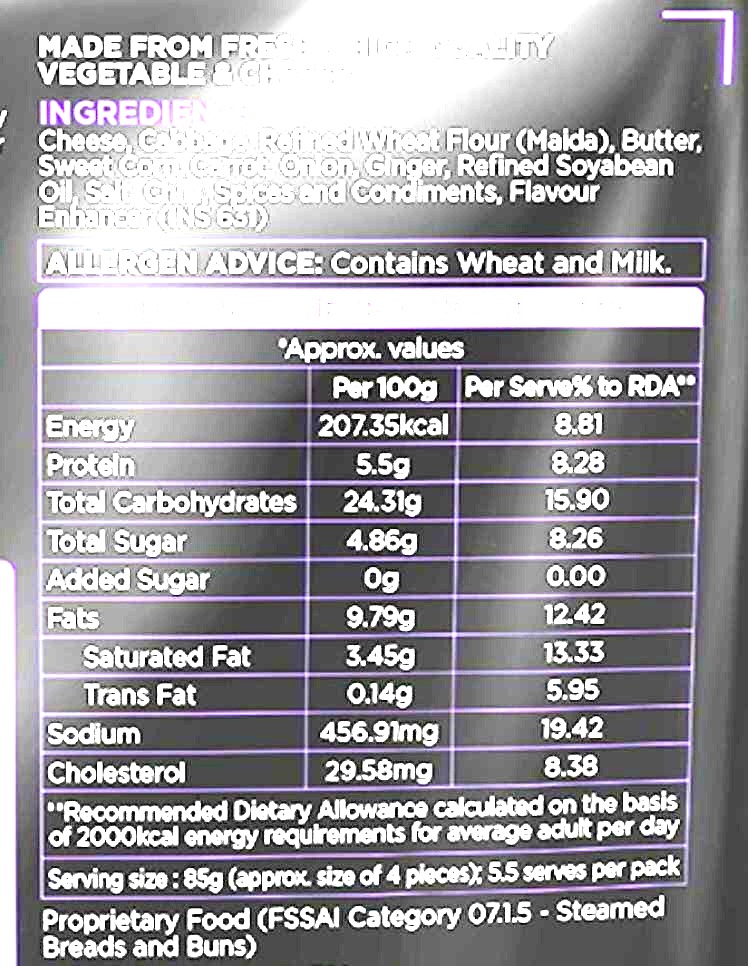 MADE FROM
VEGETABLE &
INGREDIEN
Cheese, Cabbage, Refined Wheat Flour (Maida), Butter,
Sweet Corn, Carrot, Onion, Ginger, Refined Soyabean
Oil, Salt, Chilli, Spices and Condiments, Flavour
Enhancer (INS 631)
ALLERGEN ADVICE: Contains Wheat and Milk.
*Approx. values
Per 100g Per Serve% to RDA**
Energy 207.35kcal 8.81
Protein 5.5g 8.28
Total Carbohydrates 24.31g 15.90
Total Sugar 4.86g 8.26
Added Sugar 0g 0.00
Fats 9.79g 12.42
Saturated Fat 3.45g 13.33
Trans Fat 0.14g 5.95
Sodium 456.91mg 19.42
Cholesterol 29.58mg 8.38
**Recommended Dietary Allowance calculated on the basis
of 2000kcal energy requirements for average adult per day
Serving size : 85g (approx. size of 4 pieces); 5.5 serves per pack
Proprietary Food (FSSAI Category 07.1.5 - Steamed
Breads and Buns)